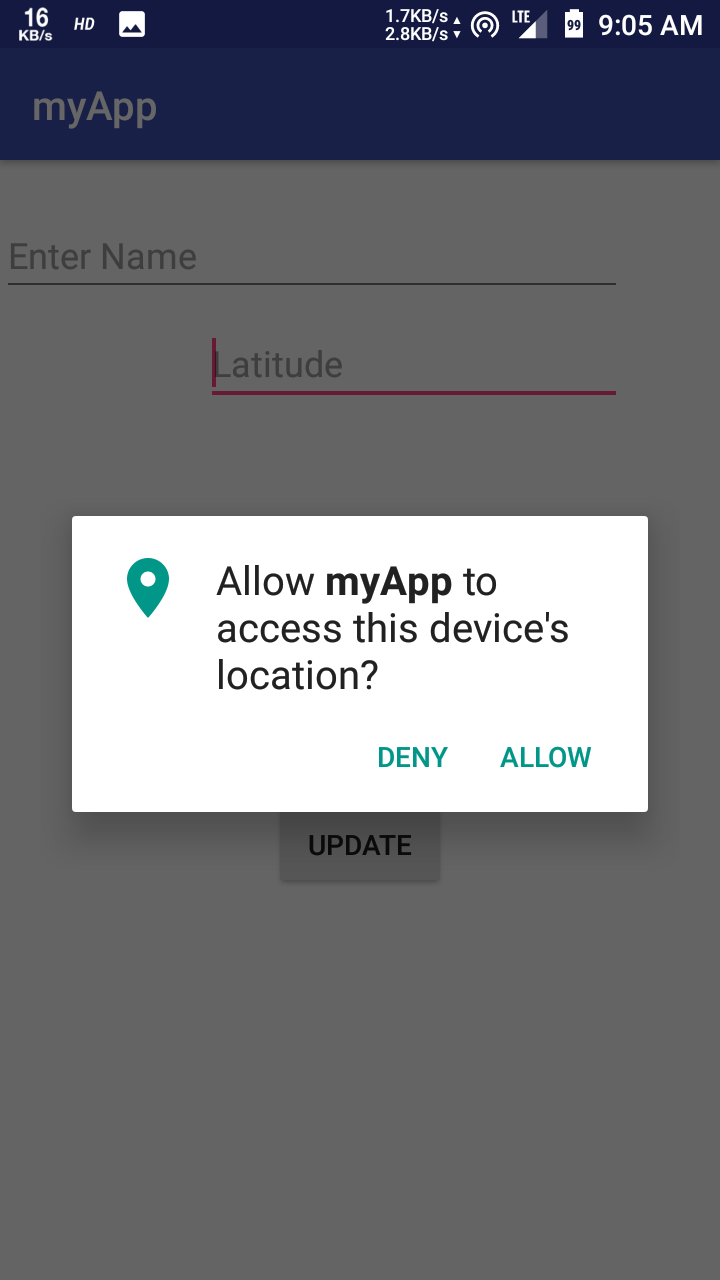 16
KB/s
HD
1.7KB/s
2.8KB/s
LTE
99
9:05 AM
myApp
Enter Name
Latitude
Allow myApp to
access this device's
location?
DENY ALLOW
UPDATE